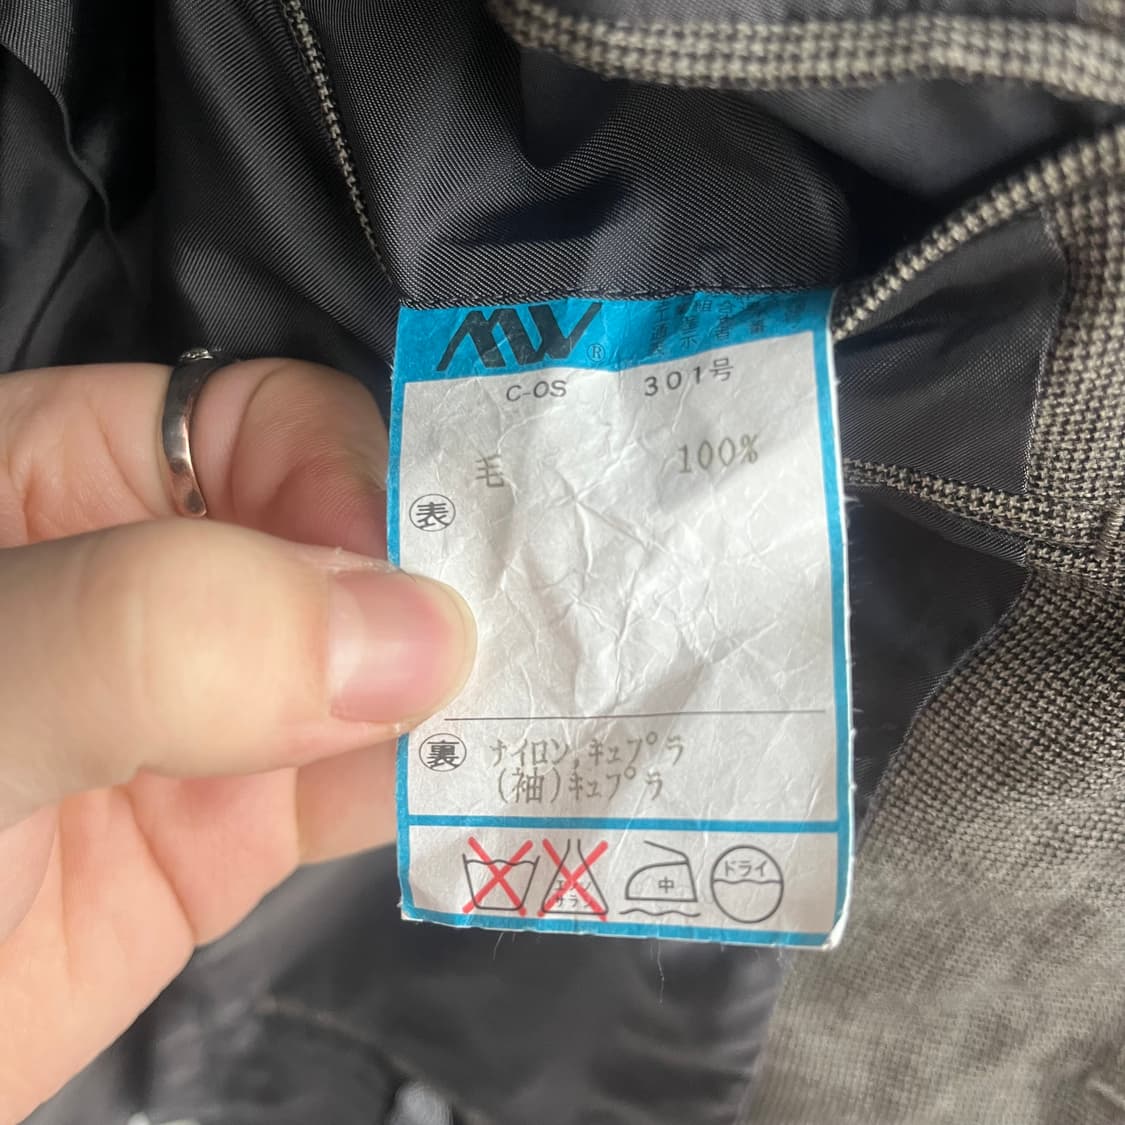 MW ®
C-OS 301号
毛 100%
表
裏 ナイロン,キュプラ
(袖)キュプラ
中 ドライ